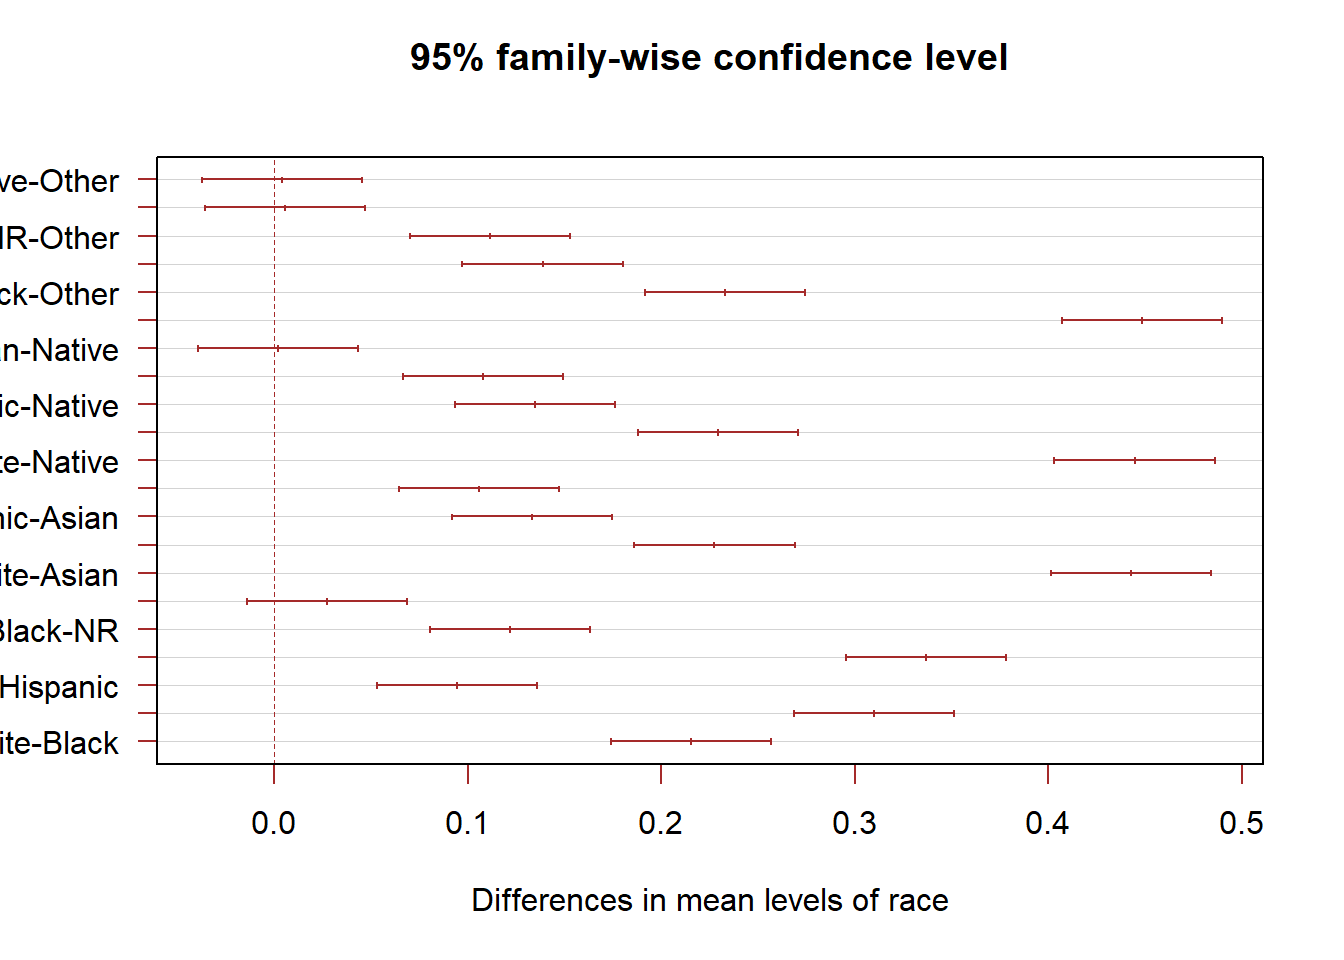 95% family-wise confidence level
ve-Other
NR-Other
ck-Other
an-Native
ic-Native
te-Native
nic-Asian
ite-Asian
Black-NR
Hispanic
ite-Black
0.0 0.1 0.2 0.3 0.4 0.5
Differences in mean levels of race